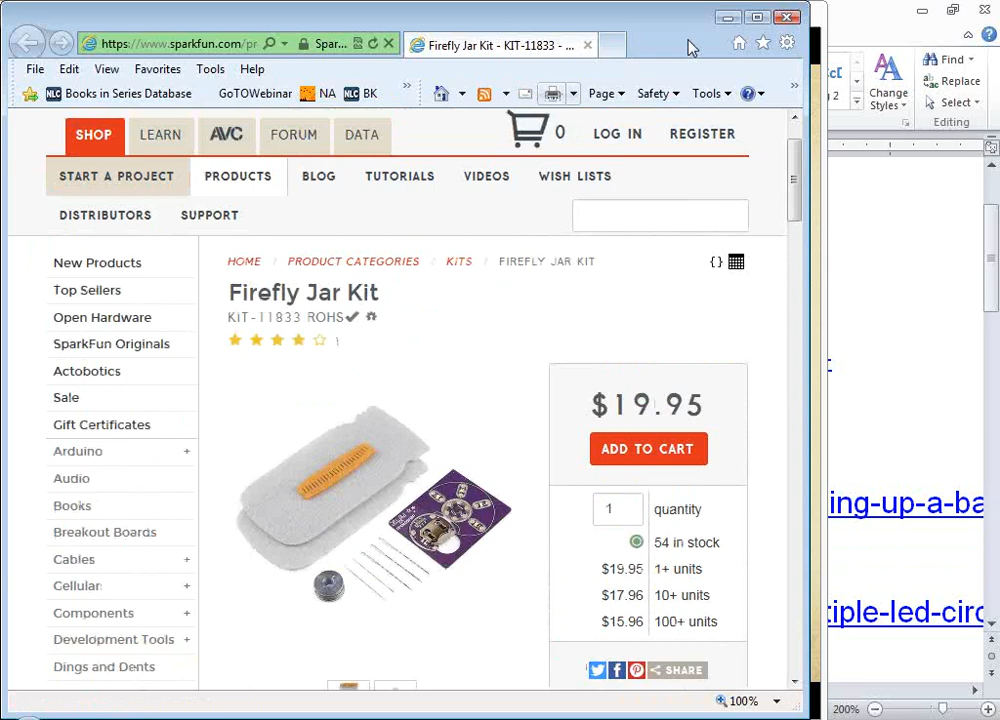 https://www.sparkfun.com/pr
Spar...
Firefly Jar Kit - KIT-11833 - ...
File Edit View Favorites Tools Help
NLC Books in Series Database GoTOWebinar NA NLC BK
Page Safety Tools
SHOP LEARN AVC FORUM DATA 0 LOG IN REGISTER
START A PROJECT PRODUCTS BLOG TUTORIALS VIDEOS WISH LISTS
DISTRIBUTORS SUPPORT
New Products
Top Sellers
Open Hardware
SparkFun Originals
Actobotics
Sale
Gift Certificates
Arduino +
Audio
Books
Breakout Boards
Cables +
Cellular +
Components +
Development Tools +
Dings and Dents
HOME / PRODUCT CATEGORIES / KITS / FIREFLY JAR KIT
{}
Firefly Jar Kit
KIT-11833 ROHS
1
$19.95
ADD TO CART
1 quantity
54 in stock
$19.95 1+ units
$17.96 10+ units
$15.96 100+ units
SHARE
100%
Find
Replace
Select
Change
Styles
Editing
2
ing-up-a-ba
tiple-led-circ
200%